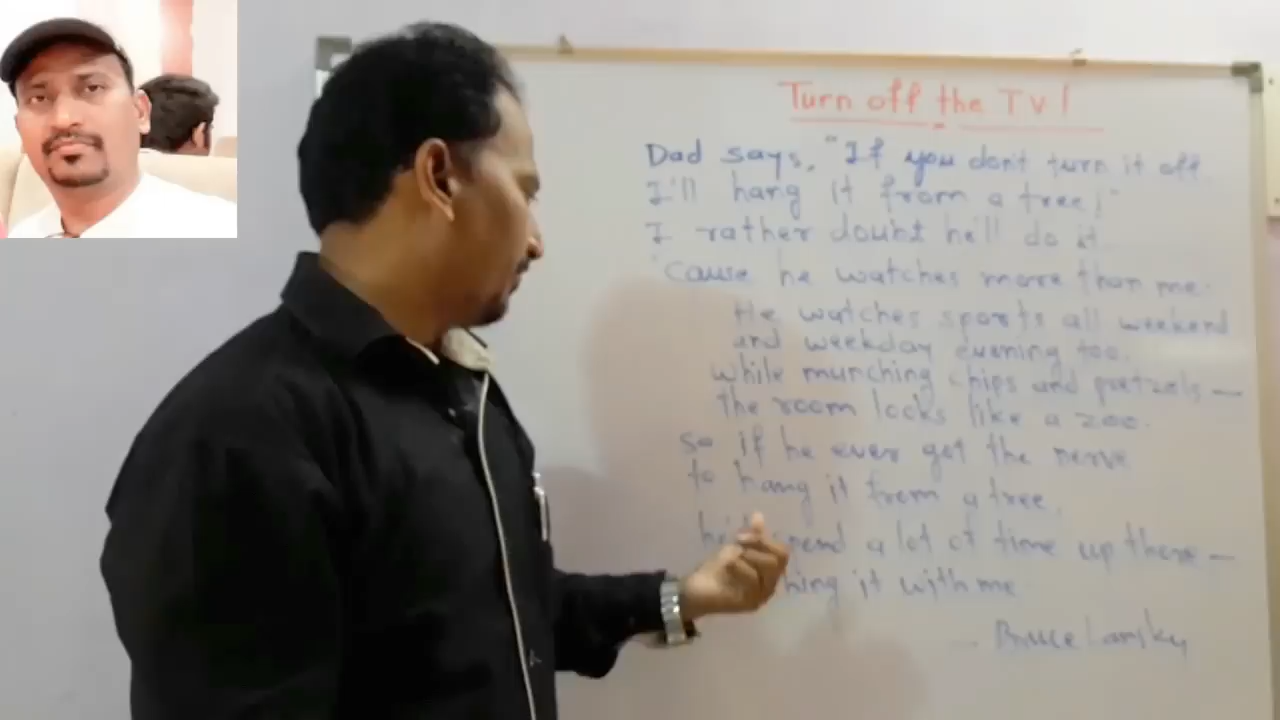 Turn off the TV!
Dad says, "If you don't turn it off
I'll hang it from a tree!"
I rather doubt he'll do it
'cause he watches more than me.
He watches sports all weekend
and weekday evening too.
while munching chips and pretzels —
the room looks like a zoo.
So if he ever got the nerve
to hang it from a tree,
a lot of time up there —
it with me
- Bruce Lansky